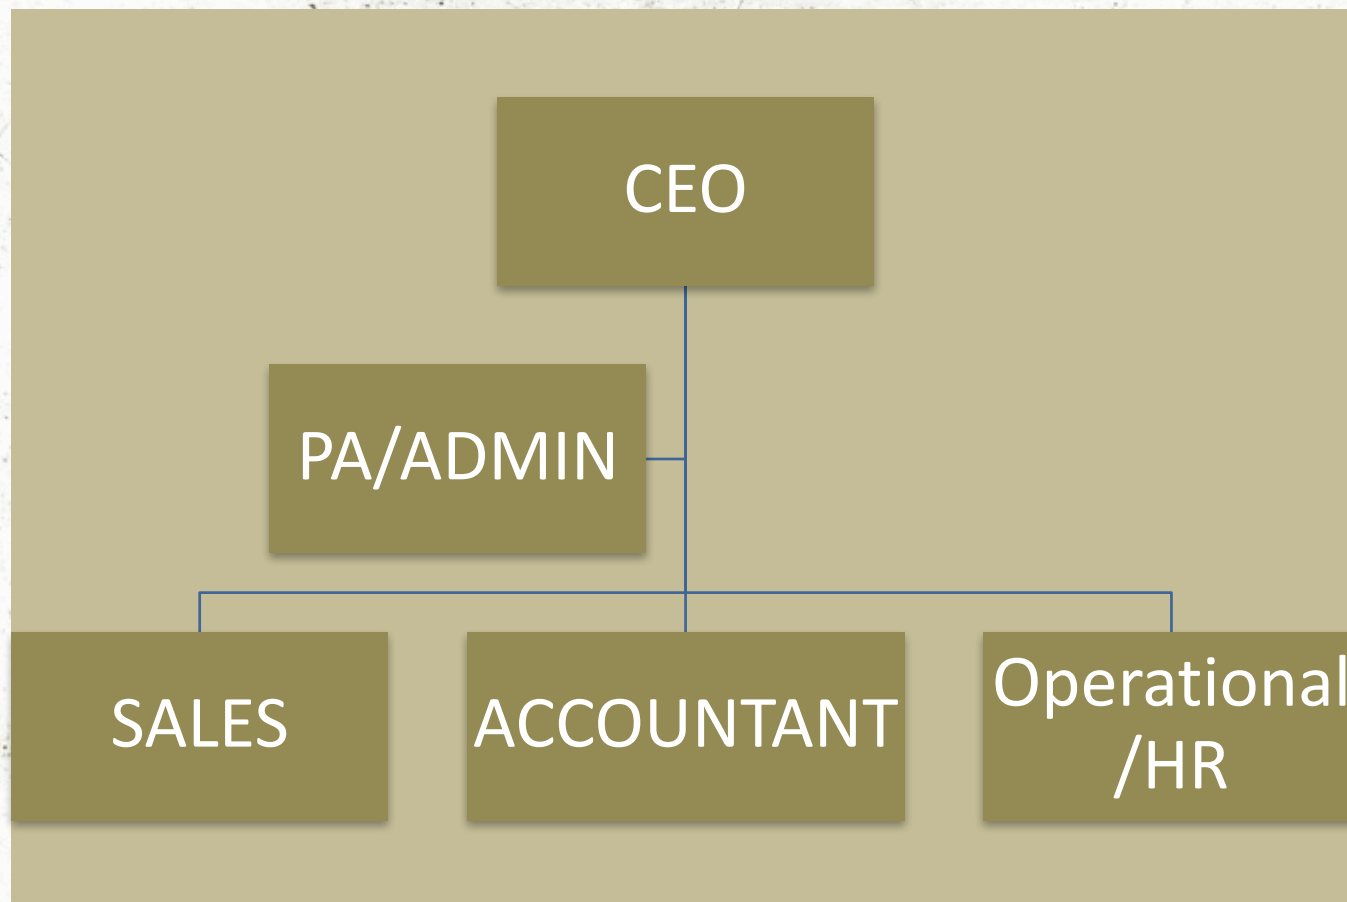 CEO
PA/ADMIN
SALES
ACCOUNTANT
Operational
/HR